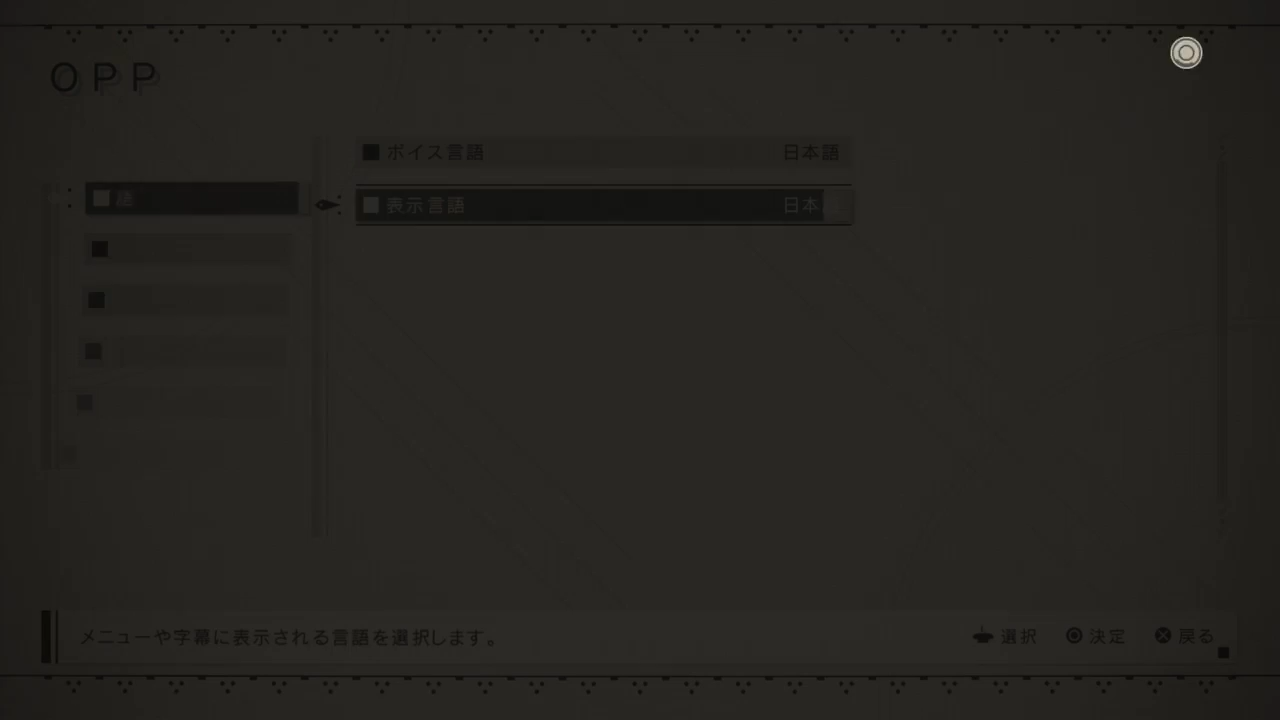 OPP
ボイス言語 日本語
語
表示言語 日本
メニューや字幕に表示される言語を選択します。
選択 決定 戻る